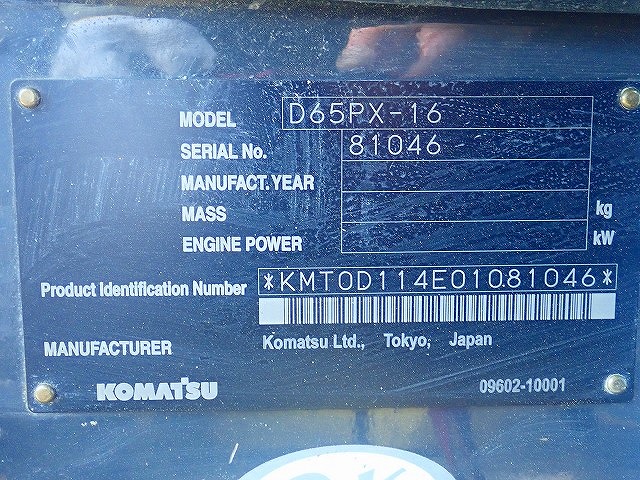 MODEL D65PX-16
SERIAL No. 81046
MANUFACT. YEAR
MASS kg
ENGINE POWER kW
Product Identification Number *KMT0D114E01081046*
MANUFACTURER Komatsu Ltd., Tokyo, Japan
KOMATSU 09602-10001